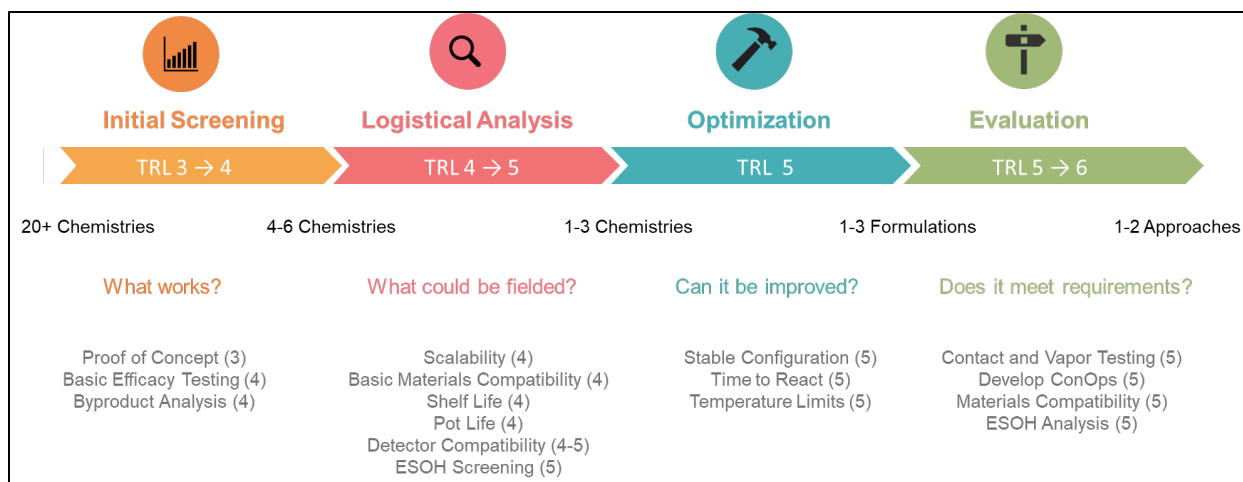 Initial Screening
Logistical Analysis
Optimization
Evaluation
TRL 3 → 4
TRL 4 → 5
TRL 5
TRL 5 → 6
20+ Chemistries
4-6 Chemistries
1-3 Chemistries
1-3 Formulations
1-2 Approaches
What works?
What could be fielded?
Can it be improved?
Does it meet requirements?
Proof of Concept (3)
Basic Efficacy Testing (4)
Byproduct Analysis (4)
Scalability (4)
Basic Materials Compatibility (4)
Shelf Life (4)
Pot Life (4)
Detector Compatibility (4-5)
ESOH Screening (5)
Stable Configuration (5)
Time to React (5)
Temperature Limits (5)
Contact and Vapor Testing (5)
Develop ConOps (5)
Materials Compatibility (5)
ESOH Analysis (5)